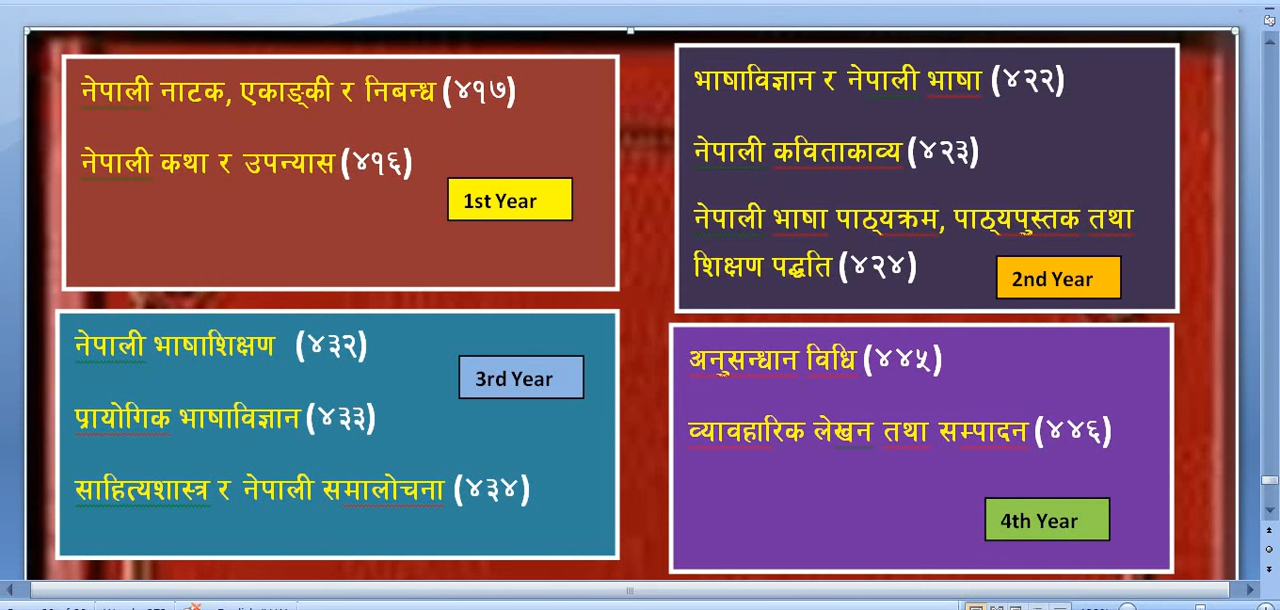 नेपाली नाटक, एकाङ्की र निबन्ध (४१७)
नेपाली कथा र उपन्यास (४१६)
1st Year
भाषाविज्ञान र नेपाली भाषा (४२२)
नेपाली कविताकाव्य (४२३)
नेपाली भाषा पाठ्यक्रम, पाठ्यपुस्तक तथा
शिक्षण पद्धति (४२४)
2nd Year
नेपाली भाषाशिक्षण (४३२)
3rd Year
प्रायोगिक भाषाविज्ञान (४३३)
साहित्यशास्त्र र नेपाली समालोचना (४३४)
अनुसन्धान विधि (४४५)
व्यावहारिक लेखन तथा सम्पादन (४४६)
4th Year